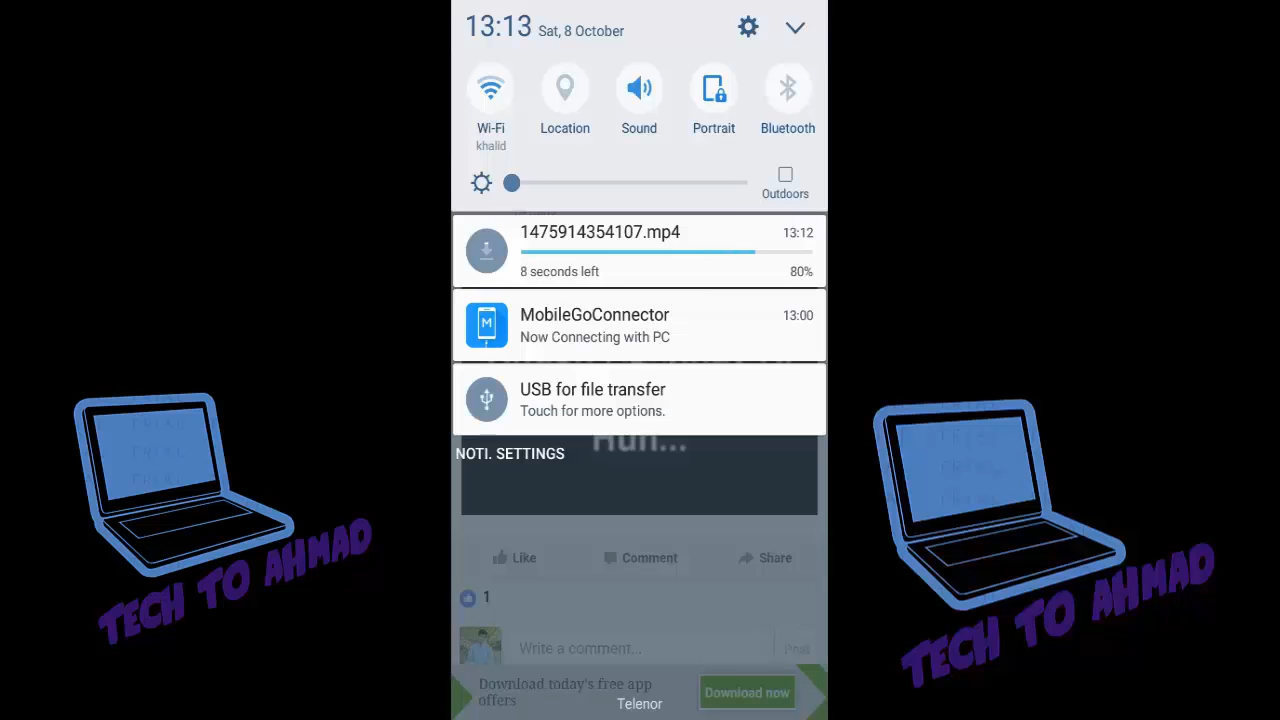 13:13 Sat, 8 October
Wi-Fi Location Sound Portrait Bluetooth
khalid
Outdoors
1475914354107.mp4 13:12
8 seconds left 80%
MobileGoConnector 13:00
Now Connecting with PC
USB for file transfer
Touch for more options.
Hun...
NOTI. SETTINGS
Like Comment Share
1
Write a comment... Post
Download today's free app
offers
Download now
Telenor
TECH TO AHMAD
TECH TO AHMAD